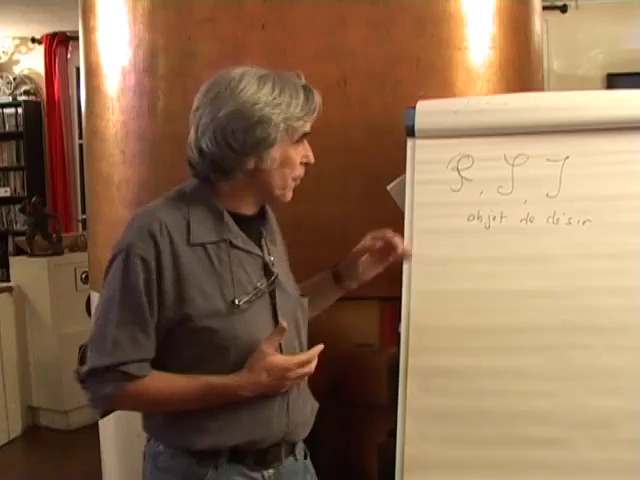 R, S, I
objet de désir